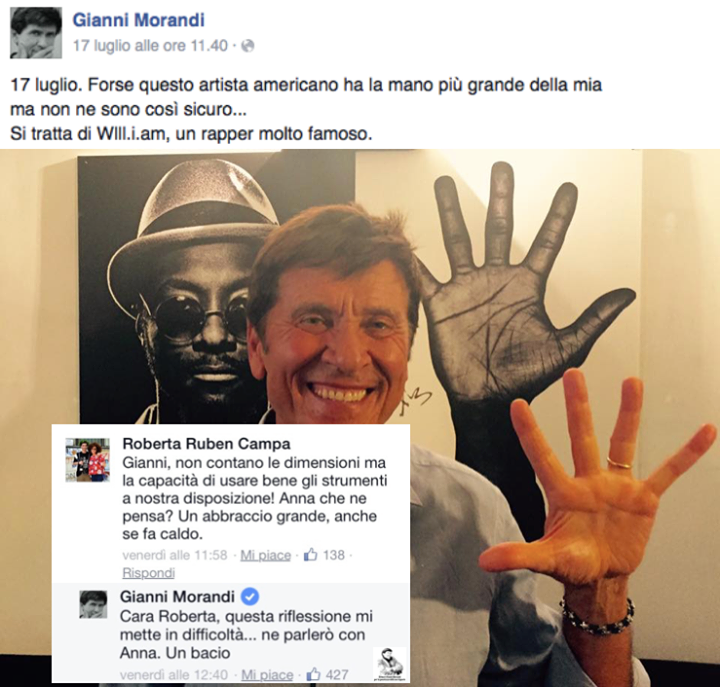 Gianni Morandi
17 luglio alle ore 11.40 ·
17 luglio. Forse questo artista americano ha la mano più grande della mia
ma non ne sono così sicuro...
Si tratta di WIll.i.am, un rapper molto famoso.
Roberta Ruben Campa
Gianni, non contano le dimensioni ma
la capacità di usare bene gli strumenti
a nostra disposizione! Anna che ne
pensa? Un abbraccio grande, anche
se fa caldo.
venerdì alle 11:58 · Mi piace · 138 ·
Rispondi
Gianni Morandi
Cara Roberta, questa riflessione mi
mette in difficoltà... ne parlerò con
Anna. Un bacio
venerdì alle 12:40 · Mi piace · 427